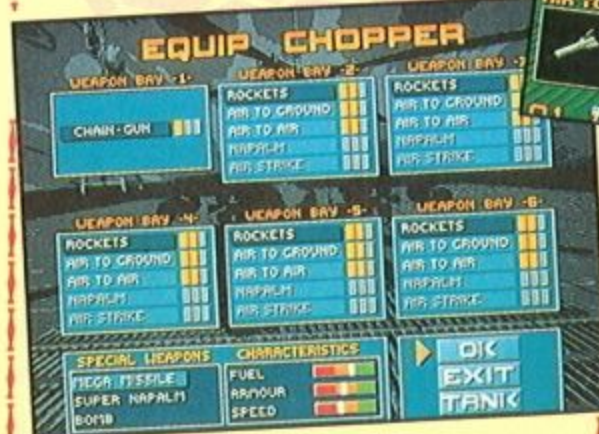 EQUIP CHOPPER
WEAPON BAY -1-
CHAIN-GUN
WEAPON BAY -2-
ROCKETS
AIR TO GROUND
AIR TO AIR
NAPALM
AIR STRIKE
WEAPON BAY
ROCKETS
AIR TO GROUND
AIR TO AIR
NAPALM
AIR STRIKE
WEAPON BAY -4-
ROCKETS
AIR TO GROUND
AIR TO AIR
NAPALM
AIR STRIKE
WEAPON BAY -5-
ROCKETS
AIR TO GROUND
AIR TO AIR
NAPALM
AIR STRIKE
WEAPON BAY -6-
ROCKETS
AIR TO GROUND
AIR TO AIR
NAPALM
AIR STRIKE
SPECIAL WEAPONS
MEGA MISSILE
SUPER NAPALM
BOMB
CHARACTERISTICS
FUEL
ARMOUR
SPEED
OK
EXIT
TANK